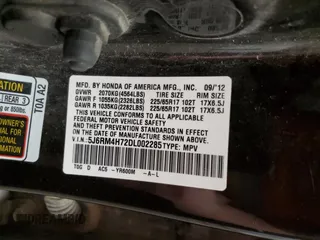 MFD. BY HONDA OF AMERICA MFG., INC. 09/12
GVWR 2070KG(4564LBS) TIRE SIZE RIM SIZE
GAWR F 1055KG(2326LBS) 225/65R17 102T 17X6.5J
GAWR R 1035KG(2282LBS) 225/65R17 102T 17X6.5J
THIS VEHICLE CONFORMS TO ALL APPLICABLE
FEDERAL MOTOR VEHICLE SAFETY AND THEFT
PREVENTION STANDARDS IN EFFECT ON THE
DATE OF MANUFACTURE SHOWN ABOVE.
V.I.N. 5J6RM4H72DL002285 TYPE: MPV
-YR600M -A-L
REAR 3
T0A A2